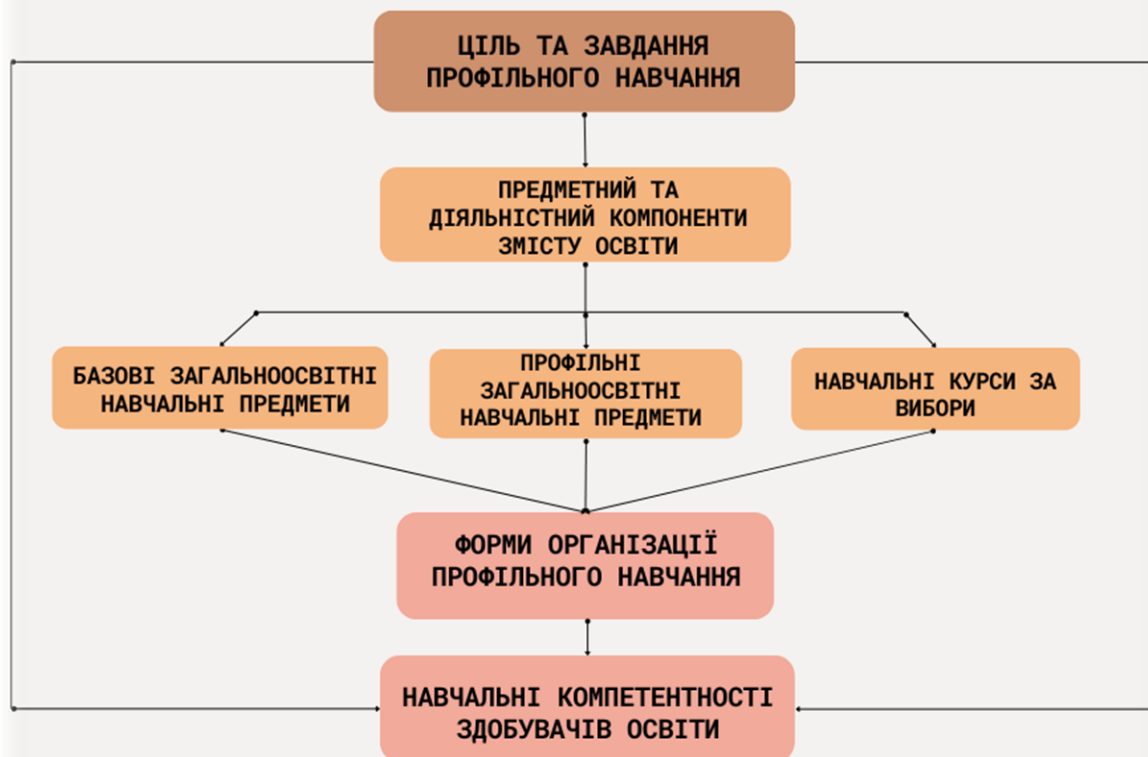 ЦІЛЬ ТА ЗАВДАННЯ
ПРОФІЛЬНОГО НАВЧАННЯ
ПРЕДМЕТНИЙ ТА
ДІЯЛЬНІСТНИЙ КОМПОНЕНТИ
ЗМІСТУ ОСВІТИ
БАЗОВІ ЗАГАЛЬНООСВІТНІ
НАВЧАЛЬНІ ПРЕДМЕТИ
ПРОФІЛЬНІ
ЗАГАЛЬНООСВІТНІ
НАВЧАЛЬНІ ПРЕДМЕТИ
НАВЧАЛЬНІ КУРСИ ЗА
ВИБОРИ
ФОРМИ ОРГАНІЗАЦІЇ
ПРОФІЛЬНОГО НАВЧАННЯ
НАВЧАЛЬНІ КОМПЕТЕНТНОСТІ
ЗДОБУВАЧІВ ОСВІТИ